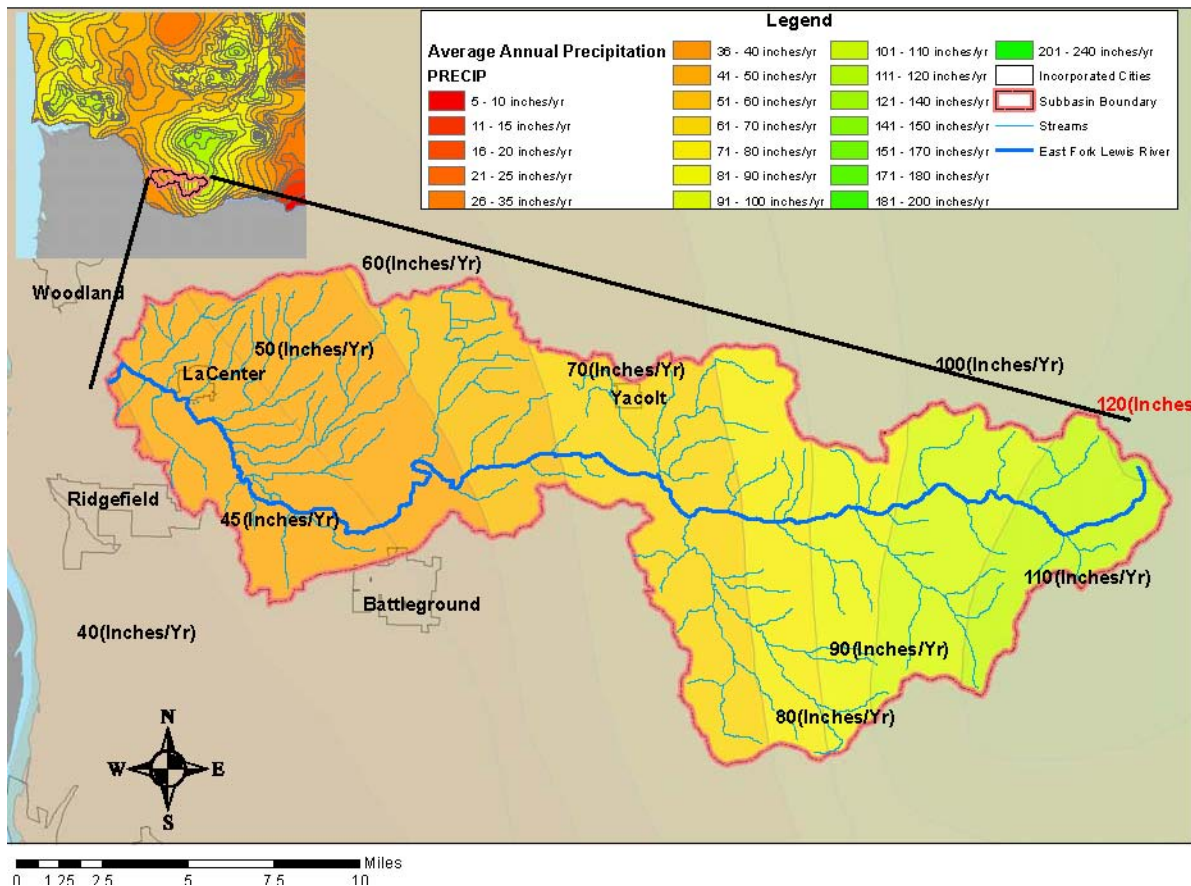 Legend
Average Annual Precipitation
PRECIP
5 - 10 inches/yr
11 - 15 inches/yr
16 - 20 inches/yr
21 - 25 inches/yr
26 - 35 inches/yr
36 - 40 inches/yr
41 - 50 inches/yr
51 - 60 inches/yr
61 - 70 inches/yr
71 - 80 inches/yr
81 - 90 inches/yr
91 - 100 inches/yr
101 - 110 inches/yr
111 - 120 inches/yr
121 - 140 inches/yr
141 - 150 inches/yr
151 - 170 inches/yr
171 - 180 inches/yr
181 - 200 inches/yr
201 - 240 inches/yr
Incorporated Cities
Subbasin Boundary
Streams
East Fork Lewis River
60(Inches/Yr)
Woodland
50(Inches/Yr)
LaCenter
70(Inches/Yr)
Yacolt
100(Inches/Yr)
120(Inches
Ridgefield
45(Inches/Yr)
Battleground
110(Inches/Yr)
40(Inches/Yr)
90(Inches/Yr)
80(Inches/Yr)
N
W E
S
Miles
0 1.25 2.5 5 7.5 10